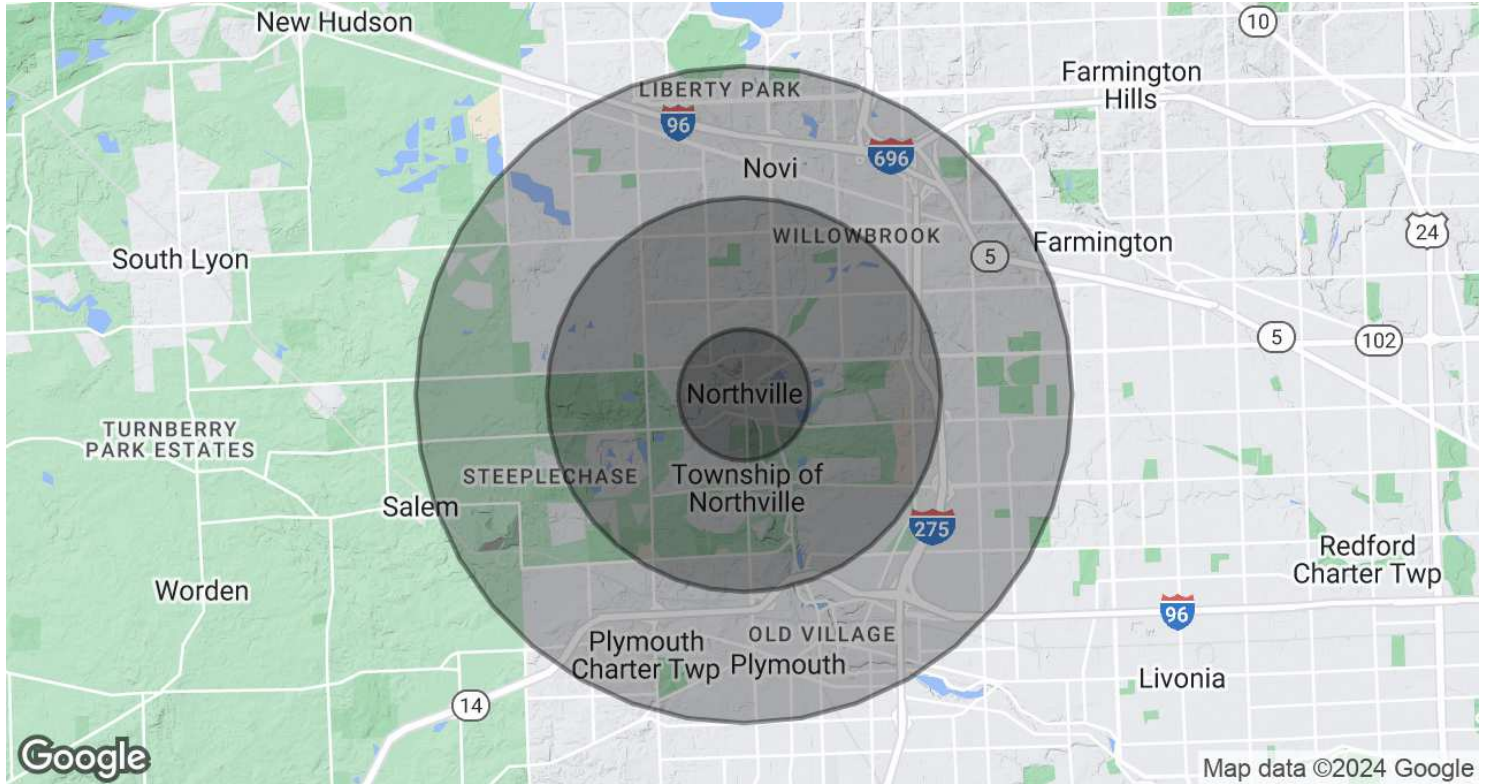 New Hudson
10
LIBERTY PARK
Farmington
Hills
96
696
Novi
24
WILLOWBROOK
Farmington
5
South Lyon
5
102
Northville
TURNBERRY
PARK ESTATES
STEEPLECHASE
Township of
Northville
Salem
275
Redford
Charter Twp
Worden
96
OLD VILLAGE
Plymouth
Charter Twp
Plymouth
Livonia
14
Google
Map data ©2024 Google